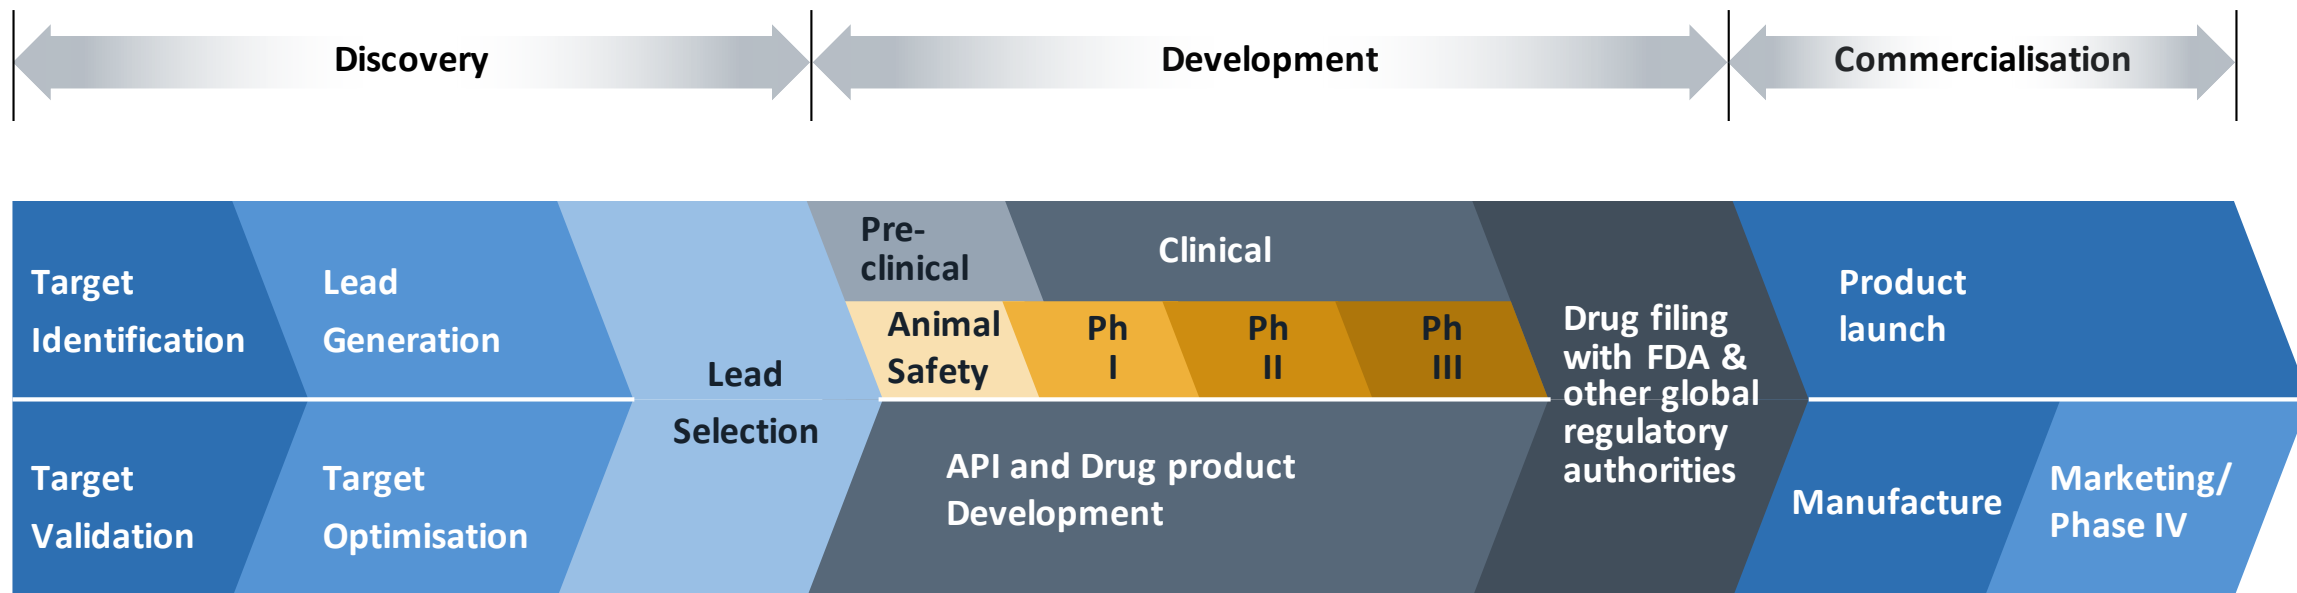 Discovery
Development
Commercialisation
Target
Identification
Lead
Generation
Lead
Selection
Pre-
clinical
Clinical
Animal
Safety
Ph
I
Ph
II
Ph
III
Drug filing
with FDA &
other global
regulatory
authorities
Product
launch
Target
Validation
Target
Optimisation
API and Drug product
Development
Manufacture
Marketing/
Phase IV